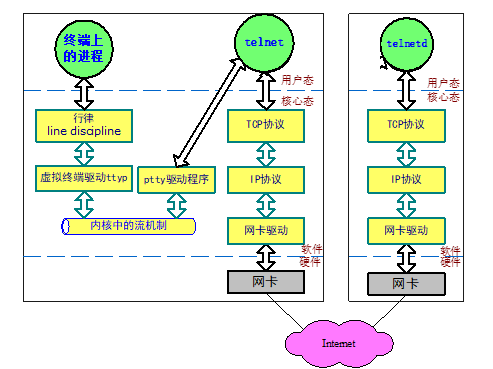 终端上
的进程
telnet
telnetd
用户态
核心态
用户态
核心态
行律
line discipline
TCP协议
TCP协议
虚拟终端驱动ttyp
ptty驱动程序
IP协议
IP协议
内核中的流机制
网卡驱动
网卡驱动
软件
硬件
软件
硬件
网卡
网卡
Internet